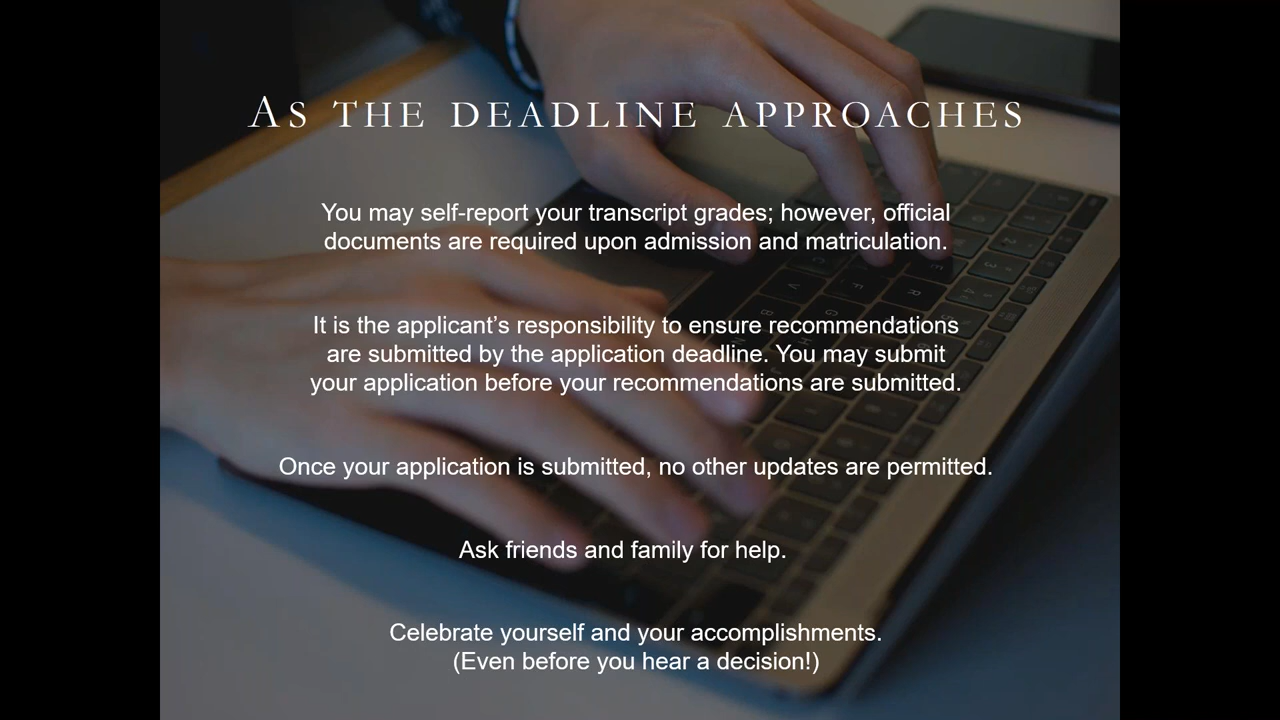 As the deadline approaches
You may self-report your transcript grades; however, official
documents are required upon admission and matriculation.
It is the applicant’s responsibility to ensure recommendations
are submitted by the application deadline. You may submit
your application before your recommendations are submitted.
Once your application is submitted, no other updates are permitted.
Ask friends and family for help.
Celebrate yourself and your accomplishments.
(Even before you hear a decision!)